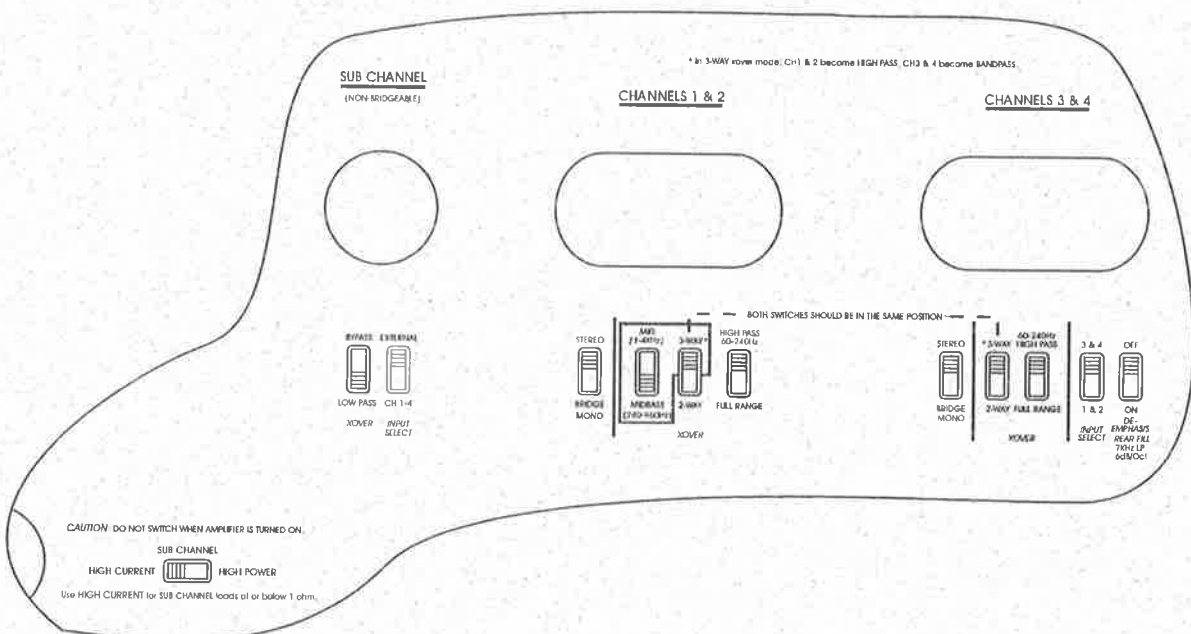 * In 3-WAY xover mode, CH1 & 2 become HIGH PASS, CH3 & 4 become BANDPASS.
SUB CHANNEL
(NON-BRIDGEABLE)
CHANNELS 1 & 2
CHANNELS 3 & 4
BOTH SWITCHES SHOULD BE IN THE SAME POSITION
BYPASS
LOW PASS
XOVER
EXTERNAL
CH 1-4
INPUT
SELECT
STEREO
BRIDGE
MONO
MIDBASS
3-WAY*
2-WAY
HIGH PASS
60-240Hz
FULL RANGE
XOVER
STEREO
BRIDGE
MONO
* 3-WAY
2-WAY
60-240Hz
HIGH PASS
FULL RANGE
XOVER
3 & 4
1 & 2
INPUT
SELECT
OFF
ON
DE-
EMPHASIS
REAR FILL
7KHz LP
6dB/Oct
CAUTION: DO NOT SWITCH WHEN AMPLIFIER IS TURNED ON.
SUB CHANNEL
HIGH CURRENT
HIGH POWER
Use HIGH CURRENT for SUB CHANNEL loads at or below 1 ohm.